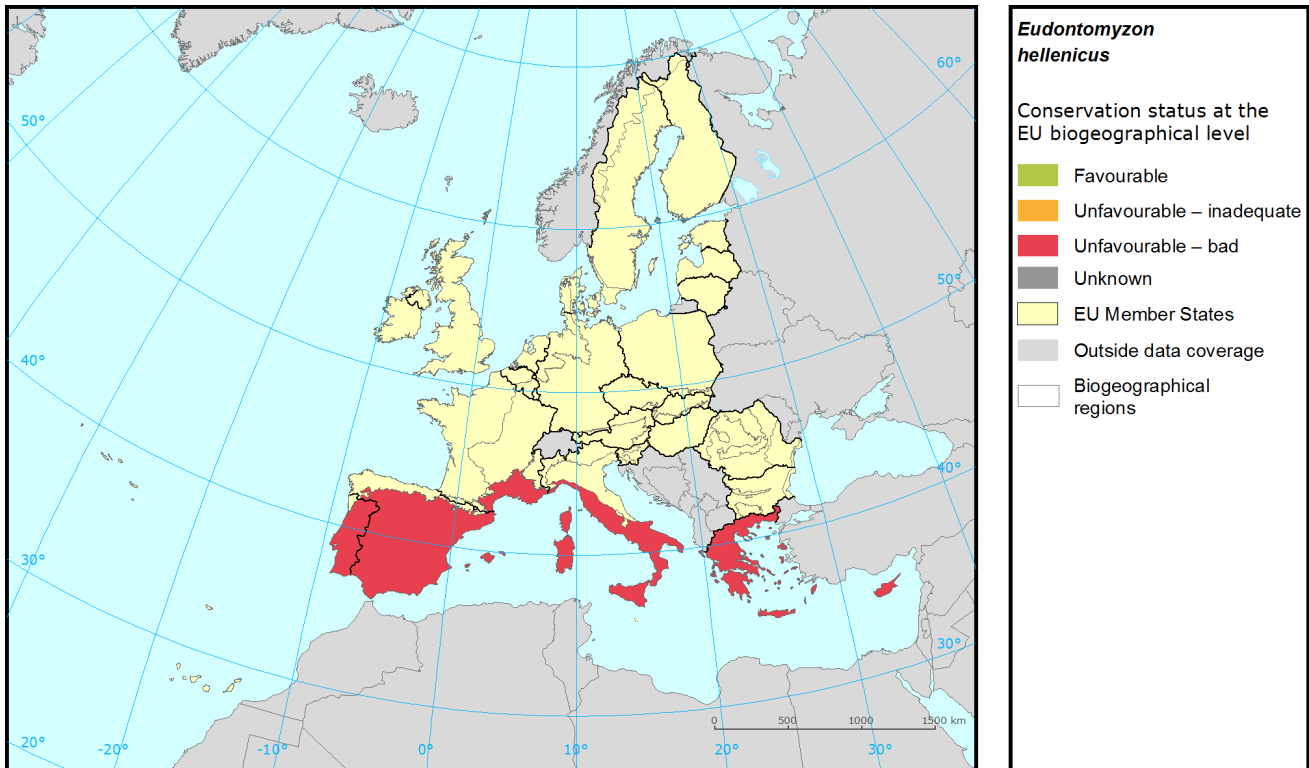 60°
50°
50°
40°
40°
30°
30°
20°
-20°
-10°
0°
10°
20°
30°
0
500
1000
1500 km
Eudontomyzon
hellenicus
Conservation status at the
EU biogeographical level
Favourable
Unfavourable – inadequate
Unfavourable – bad
Unknown
EU Member States
Outside data coverage
Biogeographical
regions